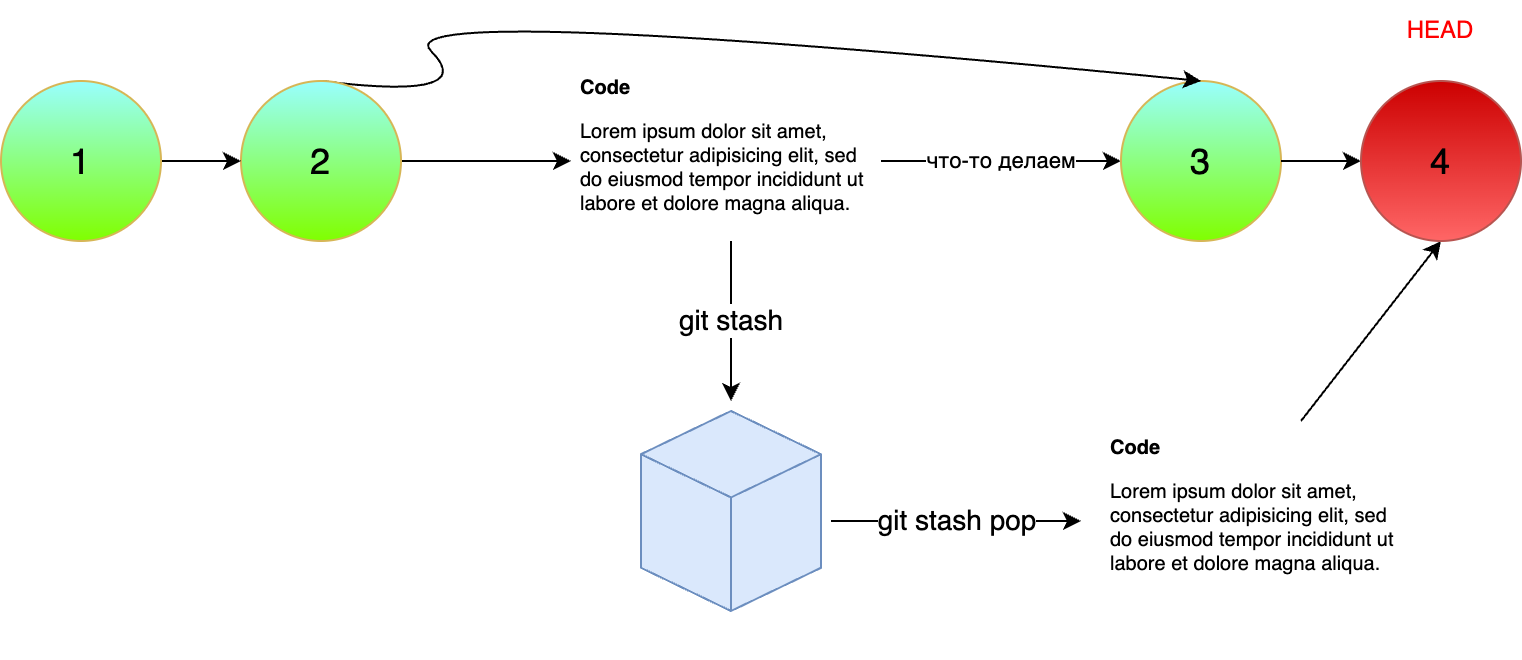 HEAD
1
2
Code
Lorem ipsum dolor sit amet,
consectetur adipisicing elit, sed
do eiusmod tempor incididunt ut
labore et dolore magna aliqua.
что-то делаем
3
4
git stash
git stash pop
Code
Lorem ipsum dolor sit amet,
consectetur adipisicing elit, sed
do eiusmod tempor incididunt ut
labore et dolore magna aliqua.